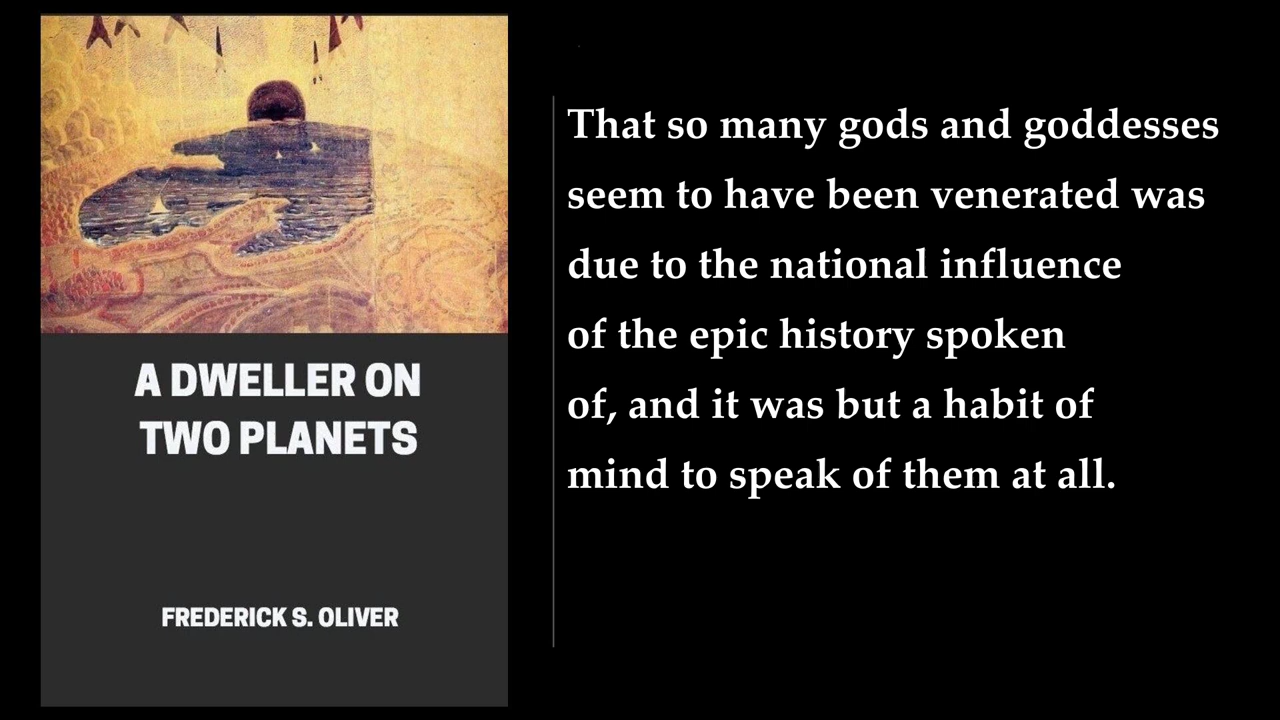 A DWELLER ON
TWO PLANETS
FREDERICK S. OLIVER
That so many gods and goddesses
seem to have been venerated was
due to the national influence
of the epic history spoken
of, and it was but a habit of
mind to speak of them at all.